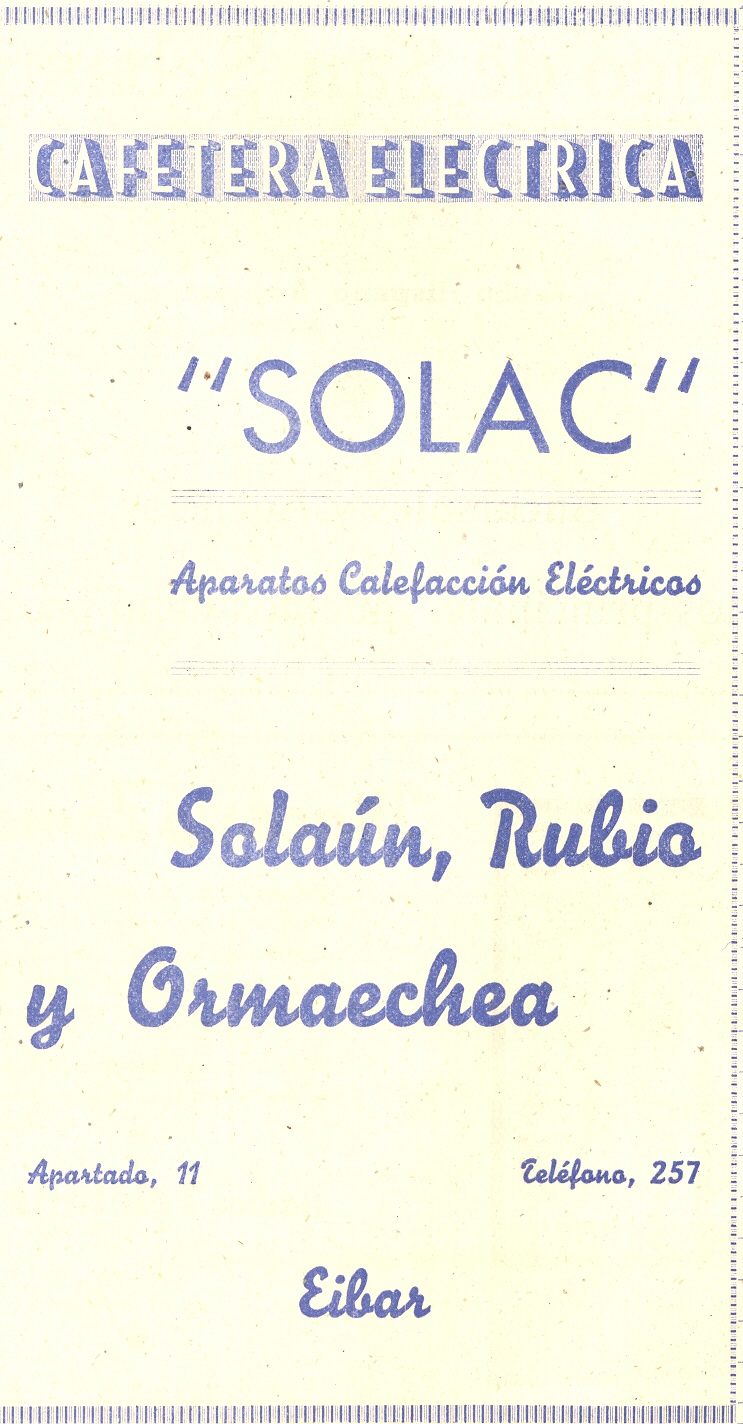 CAFETERA ELECTRICA
"SOLAC"
Aparatos Calefacción Eléctricos
Solaún, Rubio
y Ormaechea
Apartado, 11 Teléfono, 257
Eibar